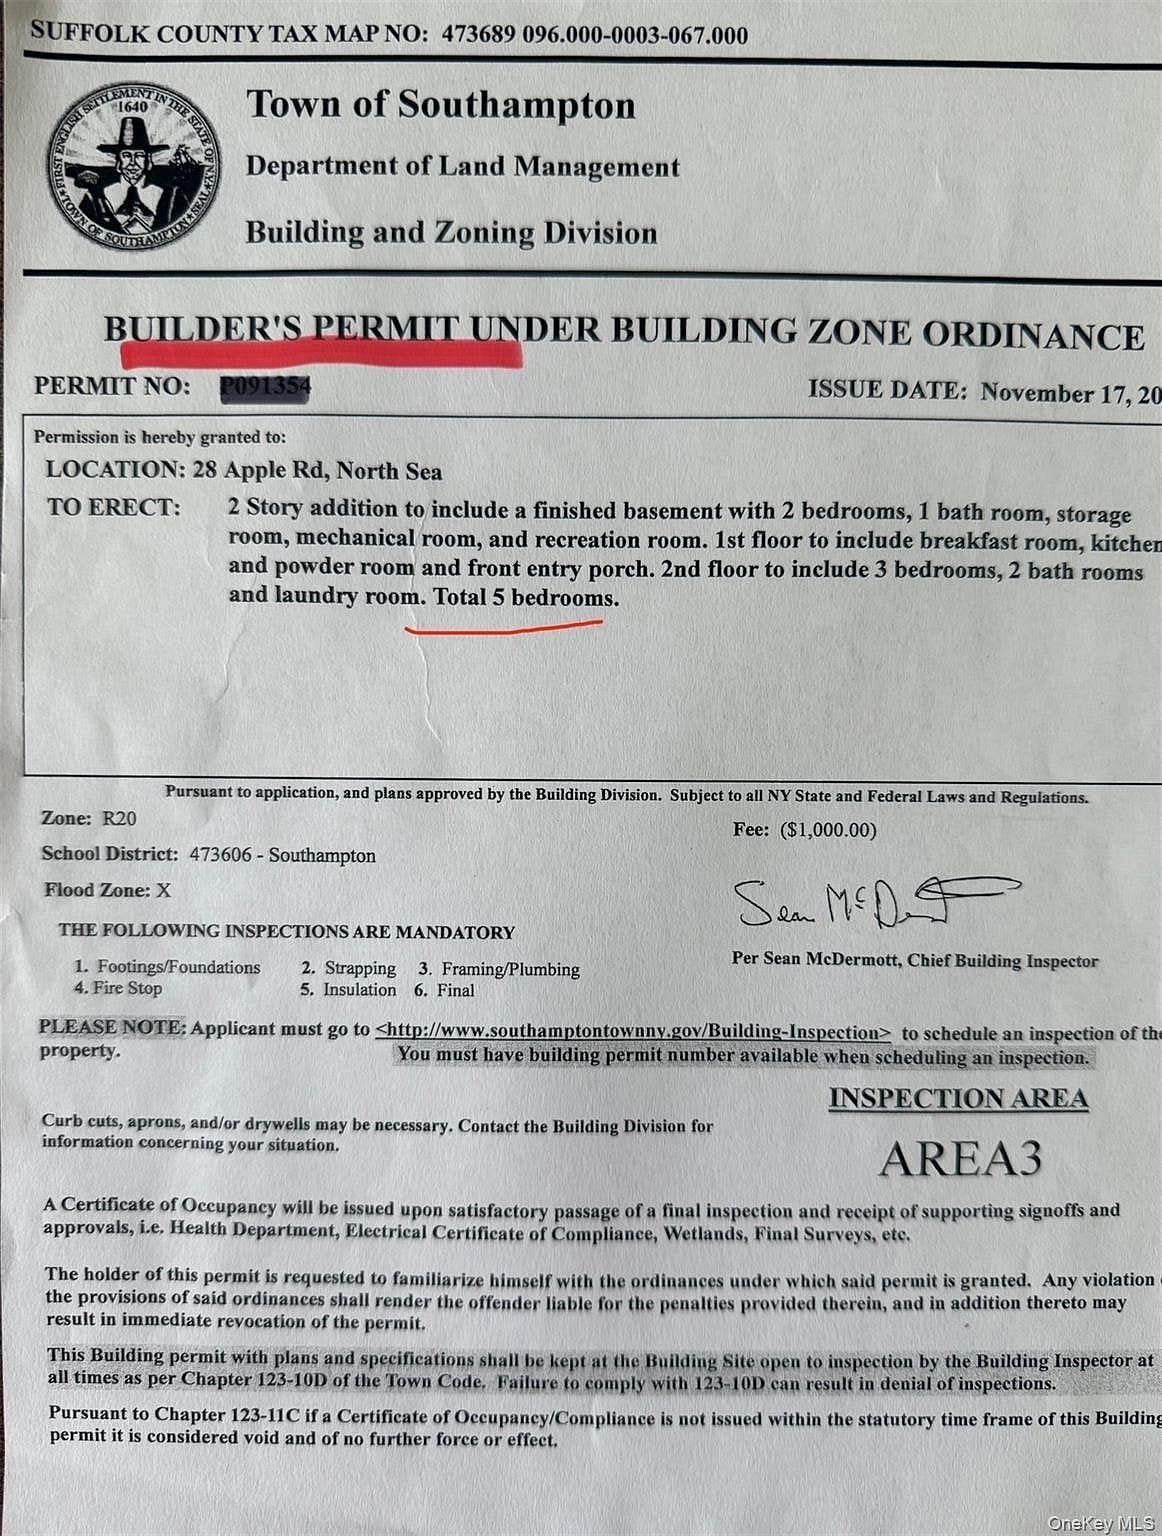 SUFFOLK COUNTY TAX MAP NO: 473689 096.000-0003-067.000
FIRST ENGLISH SETTLEMENT IN THE STATE OF N.Y.
1640
TOWN OF SOUTHAMPTON SEAL
Town of Southampton
Department of Land Management
Building and Zoning Division
BUILDER'S PERMIT UNDER BUILDING ZONE ORDINANCE
PERMIT NO: P091354 ISSUE DATE: November 17, 20
Permission is hereby granted to:
LOCATION: 28 Apple Rd, North Sea
TO ERECT: 2 Story addition to include a finished basement with 2 bedrooms, 1 bath room, storage
room, mechanical room, and recreation room. 1st floor to include breakfast room, kitchen
and powder room and front entry porch. 2nd floor to include 3 bedrooms, 2 bath rooms
and laundry room. Total 5 bedrooms.
Pursuant to application, and plans approved by the Building Division. Subject to all NY State and Federal Laws and Regulations.
Zone: R20
Fee: ($1,000.00)
School District: 473606 - Southampton
Flood Zone: X
Sean McDermott
THE FOLLOWING INSPECTIONS ARE MANDATORY
Per Sean McDermott, Chief Building Inspector
1. Footings/Foundations 2. Strapping 3. Framing/Plumbing
4. Fire Stop 5. Insulation 6. Final
PLEASE NOTE: Applicant must go to <http://www.southamptontownny.gov/Building-Inspection> to schedule an inspection of the
property. You must have building permit number available when scheduling an inspection.
INSPECTION AREA
Curb cuts, aprons, and/or drywells may be necessary. Contact the Building Division for
information concerning your situation.
AREA3
A Certificate of Occupancy will be issued upon satisfactory passage of a final inspection and receipt of supporting signoffs and
approvals, i.e. Health Department, Electrical Certificate of Compliance, Wetlands, Final Surveys, etc.
The holder of this permit is requested to familiarize himself with the ordinances under which said permit is granted. Any violation
the provisions of said ordinances shall render the offender liable for the penalties provided therein, and in addition thereto may
result in immediate revocation of the permit.
This Building permit with plans and specifications shall be kept at the Building Site open to inspection by the Building Inspector at
all times as per Chapter 123-10D of the Town Code. Failure to comply with 123-10D can result in denial of inspections.
Pursuant to Chapter 123-11C if a Certificate of Occupancy/Compliance is not issued within the statutory time frame of this Building
permit it is considered void and of no further force or effect.
OneKey MLS